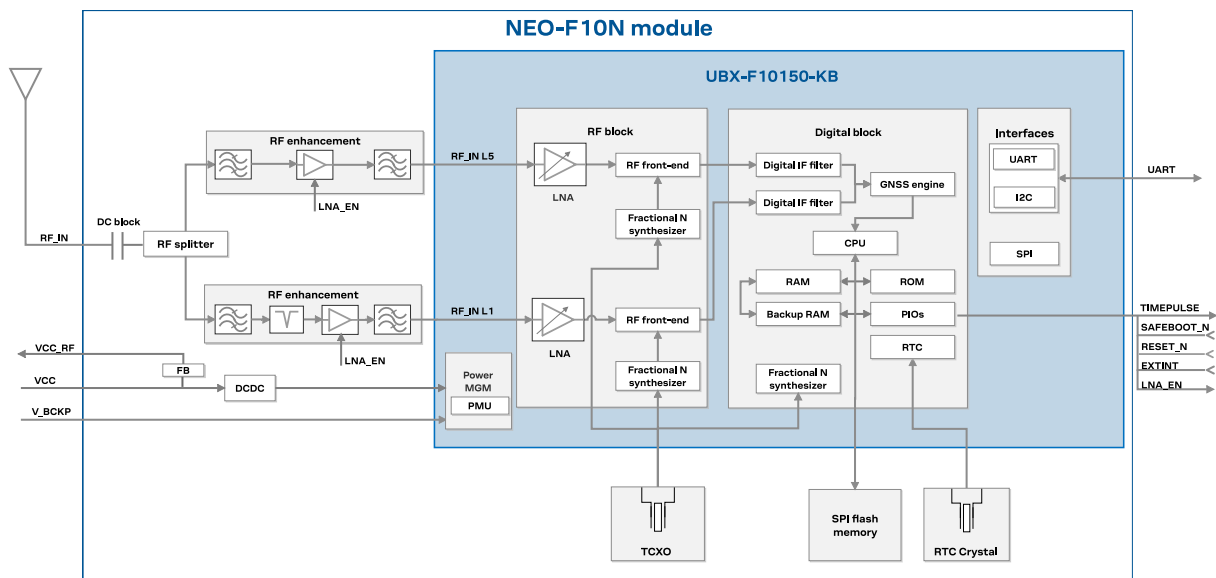 NEO-F10N module
UBX-F10150-KB
RF enhancement
LNA_EN
RF_IN L5
RF block
LNA
RF front-end
Fractional N
synthesizer
Digital block
Digital IF filter
Digital IF filter
GNSS engine
CPU
RAM
ROM
Backup RAM
PIOs
RTC
Fractional N
synthesizer
Interfaces
UART
I2C
SPI
UART
DC block
RF_IN
RF splitter
RF enhancement
LNA_EN
RF_IN L1
LNA
RF front-end
Fractional N
synthesizer
TIMEPULSE
SAFEBOOT_N
RESET_N
EXTINT
LNA_EN
VCC_RF
FB
VCC
DCDC
V_BCKP
Power
MGM
PMU
TCXO
SPI flash
memory
RTC Crystal